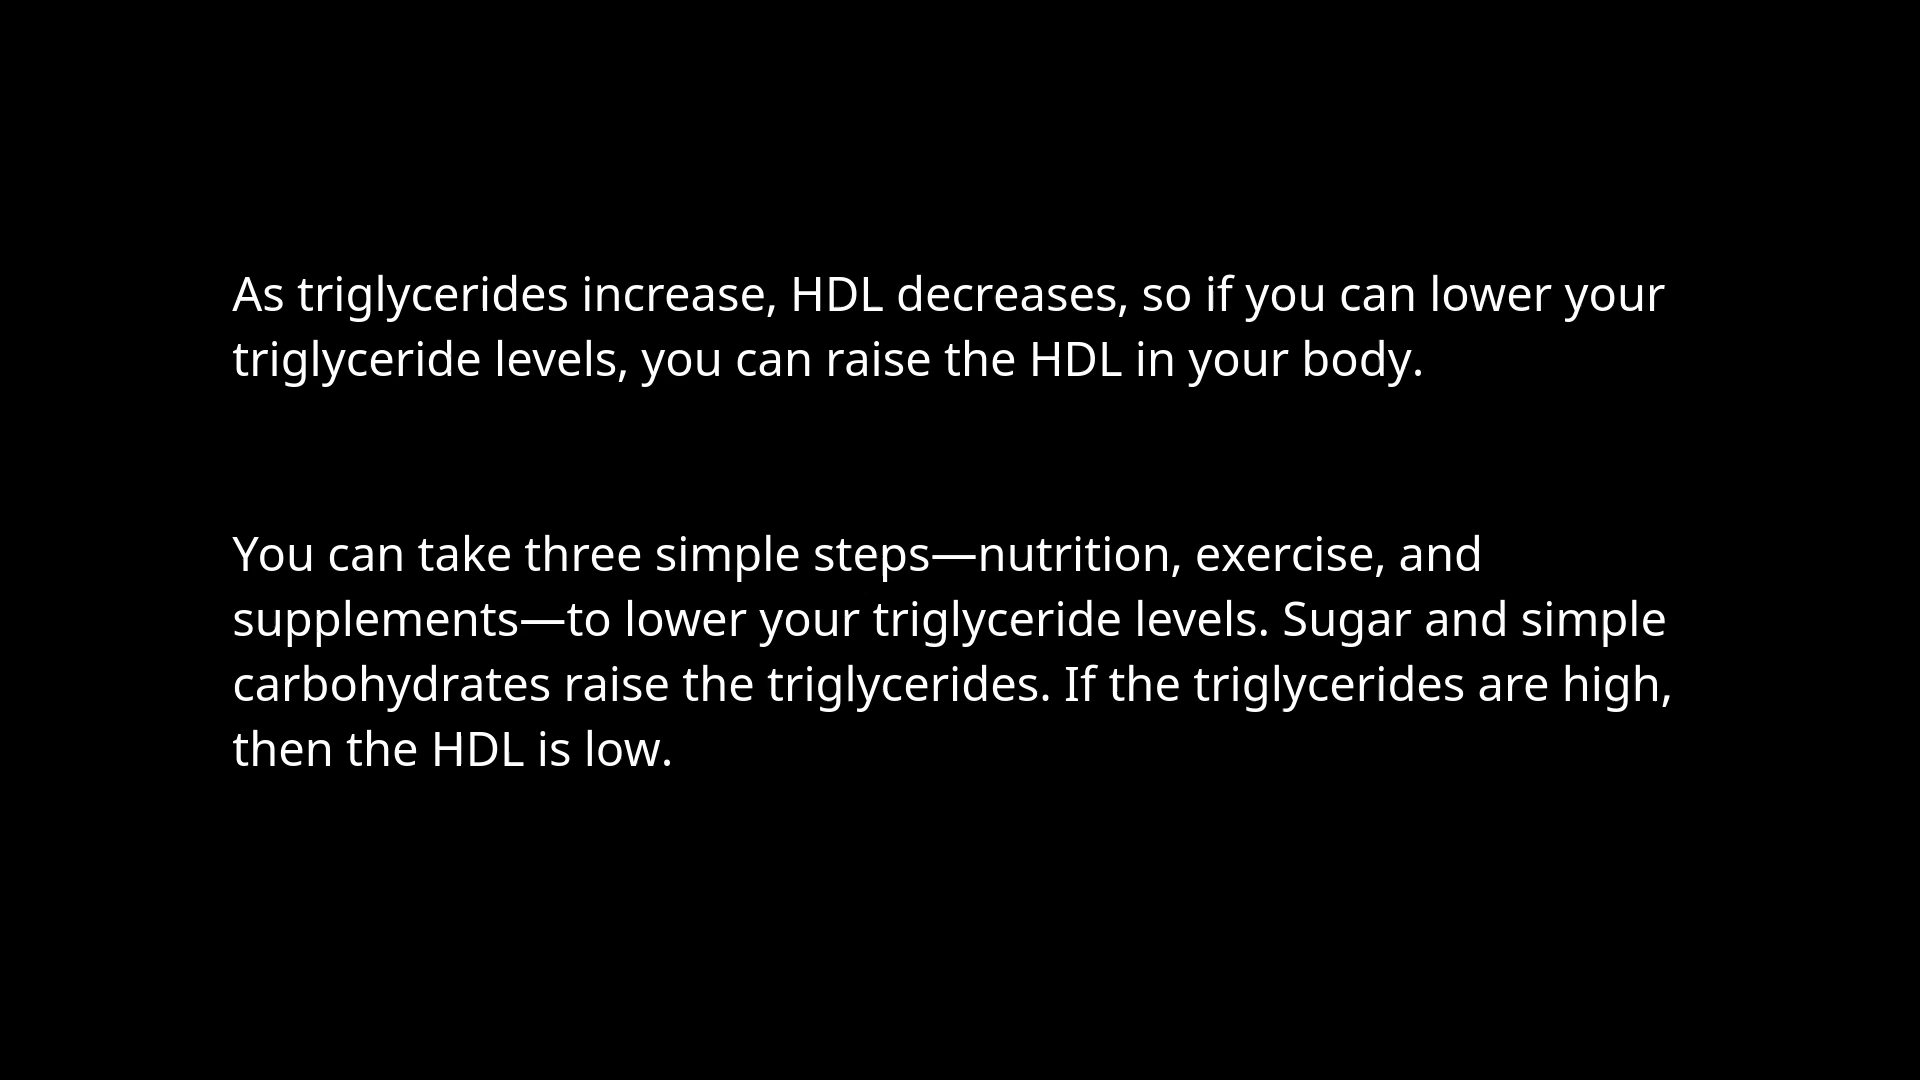 As triglycerides increase, HDL decreases, so if you can lower your
triglyceride levels, you can raise the HDL in your body.
You can take three simple steps—nutrition, exercise, and
supplements—to lower your triglyceride levels. Sugar and simple
carbohydrates raise the triglycerides. If the triglycerides are high,
then the HDL is low.